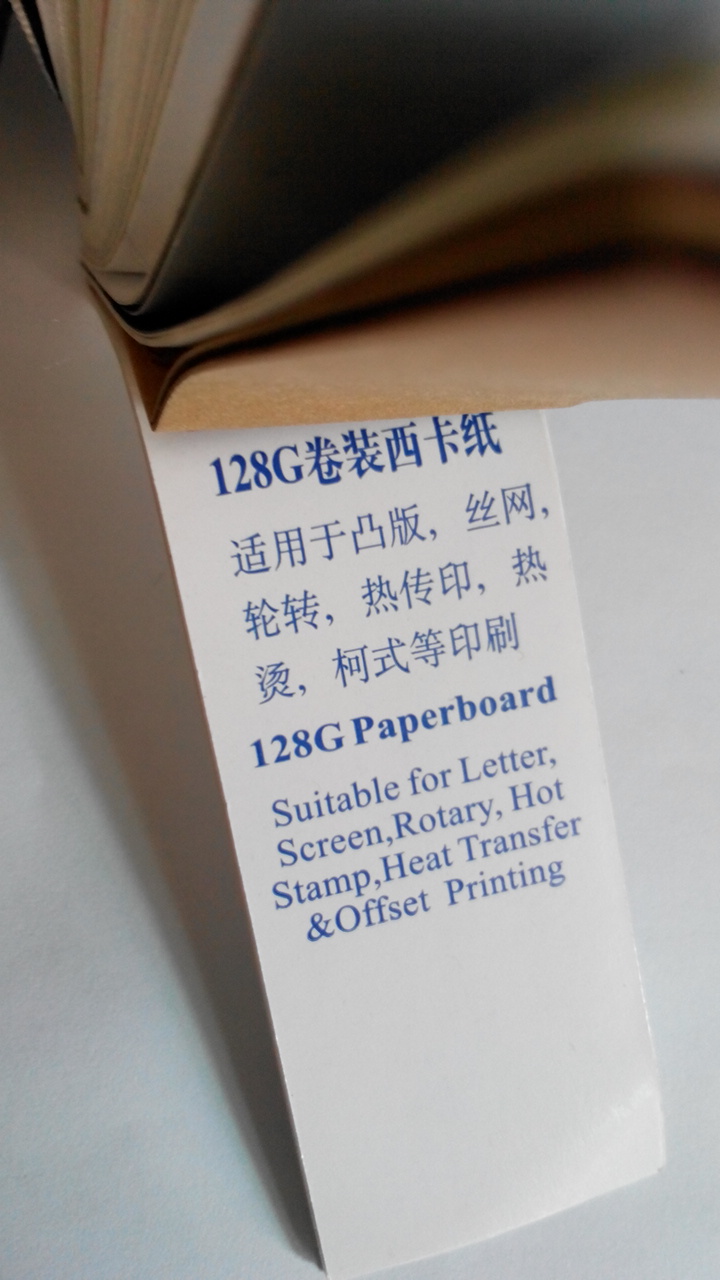 128G卷装西卡纸
适用于凸版，丝网，
轮转，热传印，热
烫，柯式等印刷
128G Paperboard
Suitable for Letter,
Screen,Rotary, Hot
Stamp,Heat Transfer
&Offset Printing